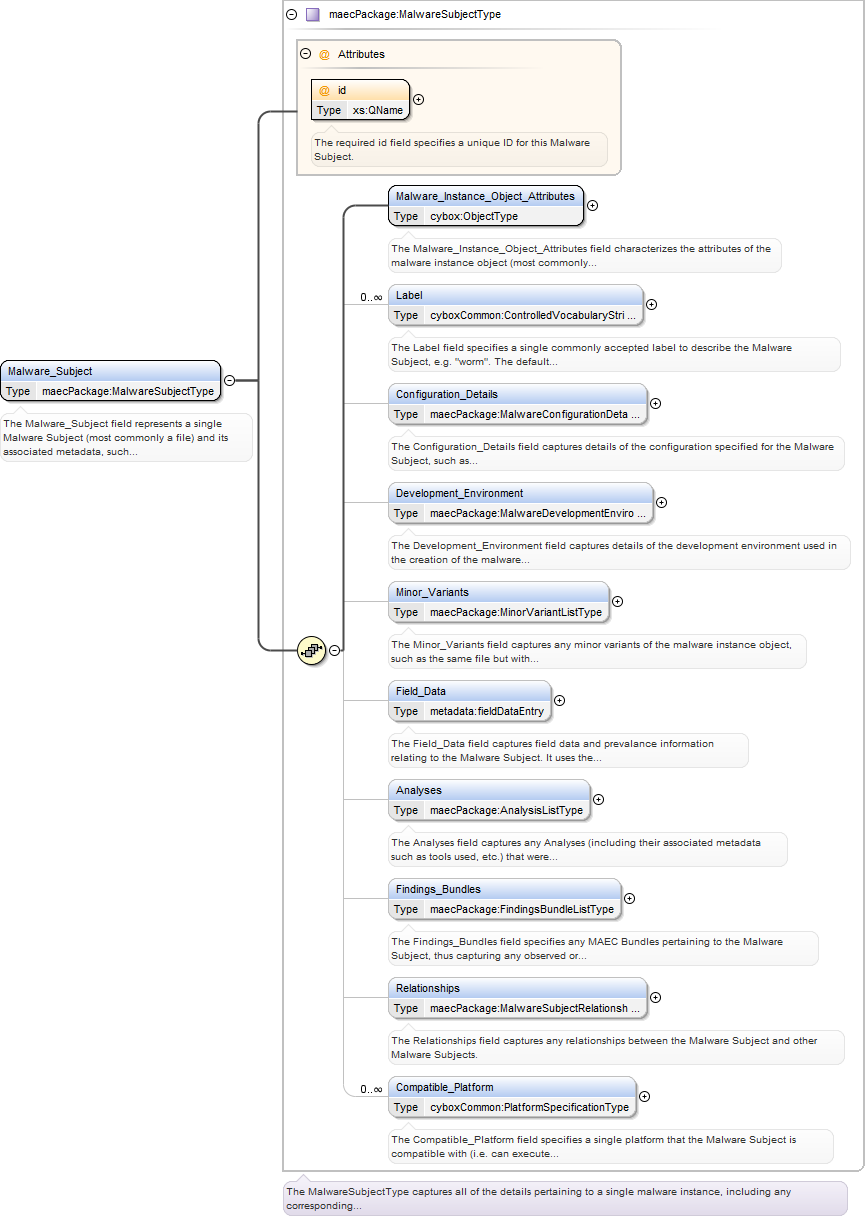 maecPackage:MalwareSubjectType
@ Attributes
@ id
Type xs:QName
The required id field specifies a unique ID for this Malware
Subject.
Malware_Instance_Object_Attributes
Type cybox:ObjectType
The Malware_Instance_Object_Attributes field characterizes the attributes of the
malware instance object (most commonly...
0..∞
Label
Type cyboxCommon:ControlledVocabularyStri ...
The Label field specifies a single commonly accepted label to describe the Malware
Subject, e.g. "worm". The default...
Malware_Subject
Type maecPackage:MalwareSubjectType
The Malware_Subject field represents a single
Malware Subject (most commonly a file) and its
associated metadata, such...
Configuration_Details
Type maecPackage:MalwareConfigurationDeta ...
The Configuration_Details field captures details of the configuration specified for the Malware
Subject, such as...
Development_Environment
Type maecPackage:MalwareDevelopmentEnviro ...
The Development_Environment field captures details of the development environment used in
the creation of the malware...
Minor_Variants
Type maecPackage:MinorVariantListType
The Minor_Variants field captures any minor variants of the malware instance object,
such as the same file but with...
Field_Data
Type metadata:fieldDataEntry
The Field_Data field captures field data and prevalance information
relating to the Malware Subject. It uses the...
Analyses
Type maecPackage:AnalysisListType
The Analyses field captures any Analyses (including their associated metadata
such as tools used, etc.) that were...
Findings_Bundles
Type maecPackage:FindingsBundleListType
The Findings_Bundles field specifies any MAEC Bundles pertaining to the Malware
Subject, thus capturing any observed or...
Relationships
Type maecPackage:MalwareSubjectRelationsh ...
The Relationships field captures any relationships between the Malware Subject and other
Malware Subjects.
0..∞
Compatible_Platform
Type cyboxCommon:PlatformSpecificationType
The Compatible_Platform field specifies a single platform that the Malware Subject is
compatible with (i.e. can execute...
The MalwareSubjectType captures all of the details pertaining to a single malware instance, including any
corresponding...